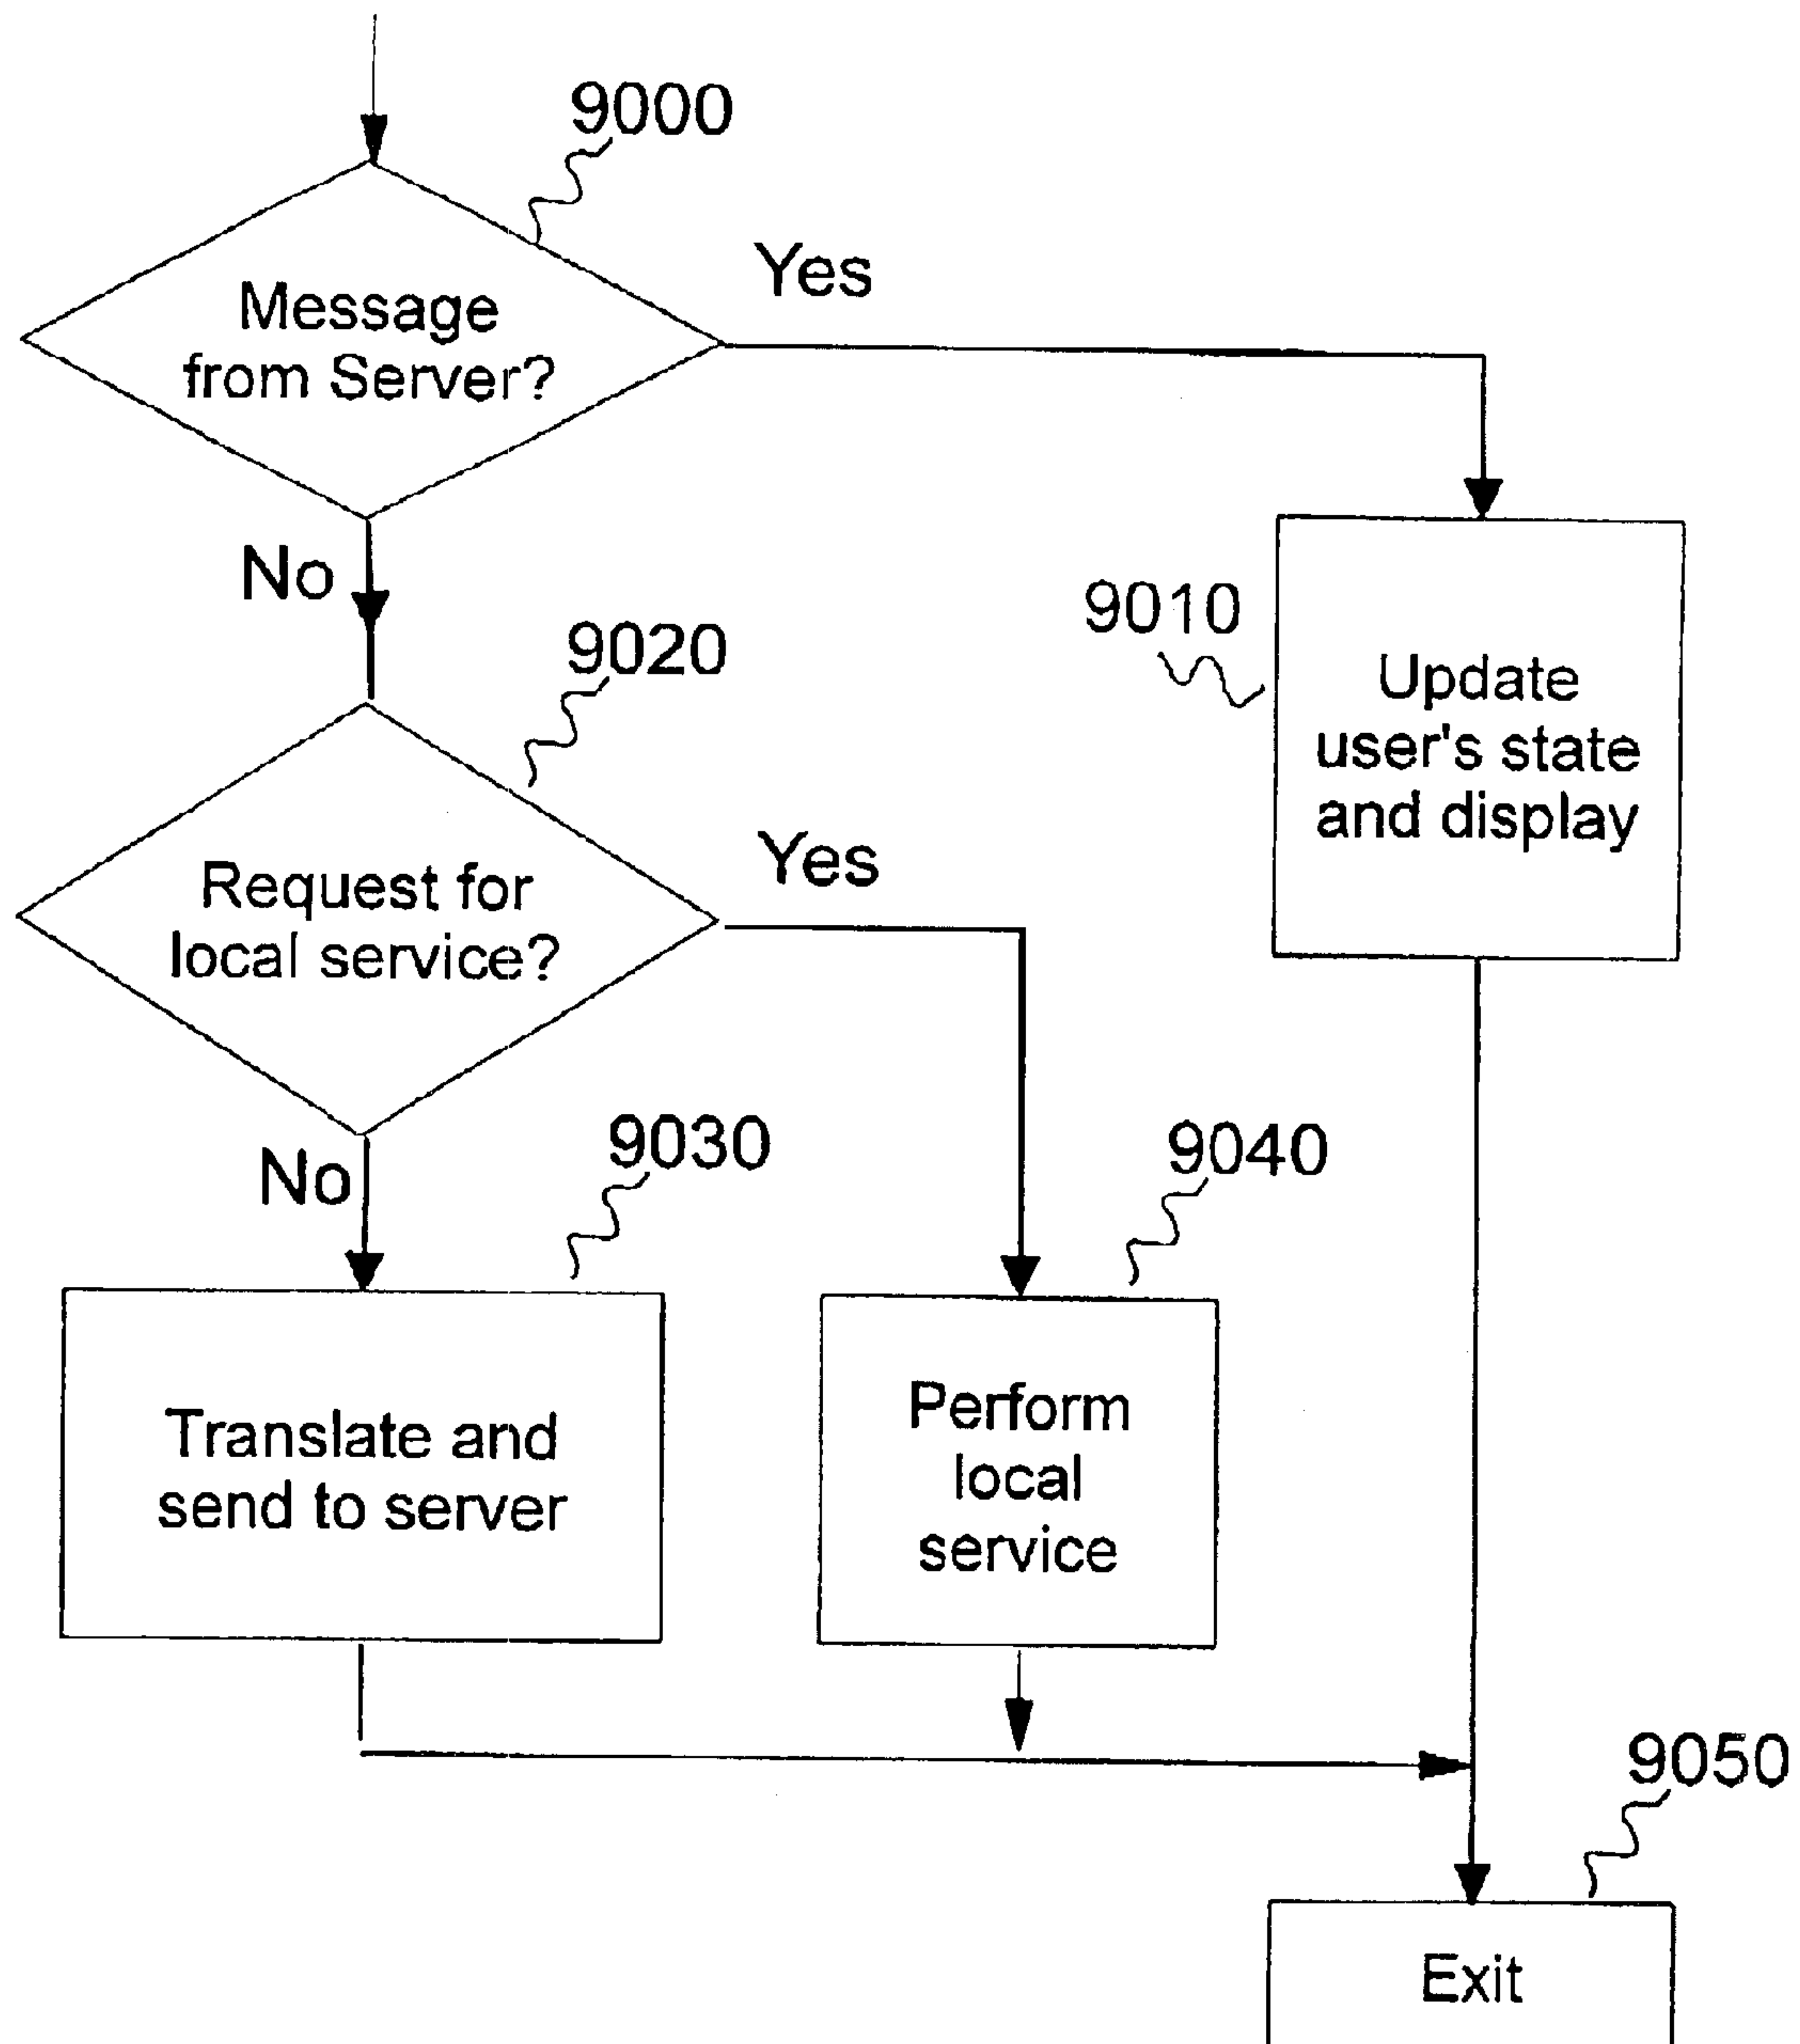 9000
Message
from Server?
Yes
No
9010
Update
user's state
and display
9020
Request for
local service?
Yes
No
9030
Translate and
send to server
9040
Perform
local
service
9050
Exit